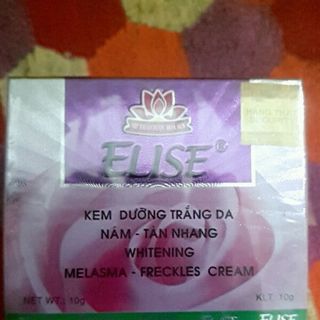 ELISE®
KEM DƯỠNG TRẮNG DA
NÁM - TÀN NHANG
WHITENING
MELASMA - FRECKLES CREAM
NET WT.: 10g
KLT: 10g
ELISE